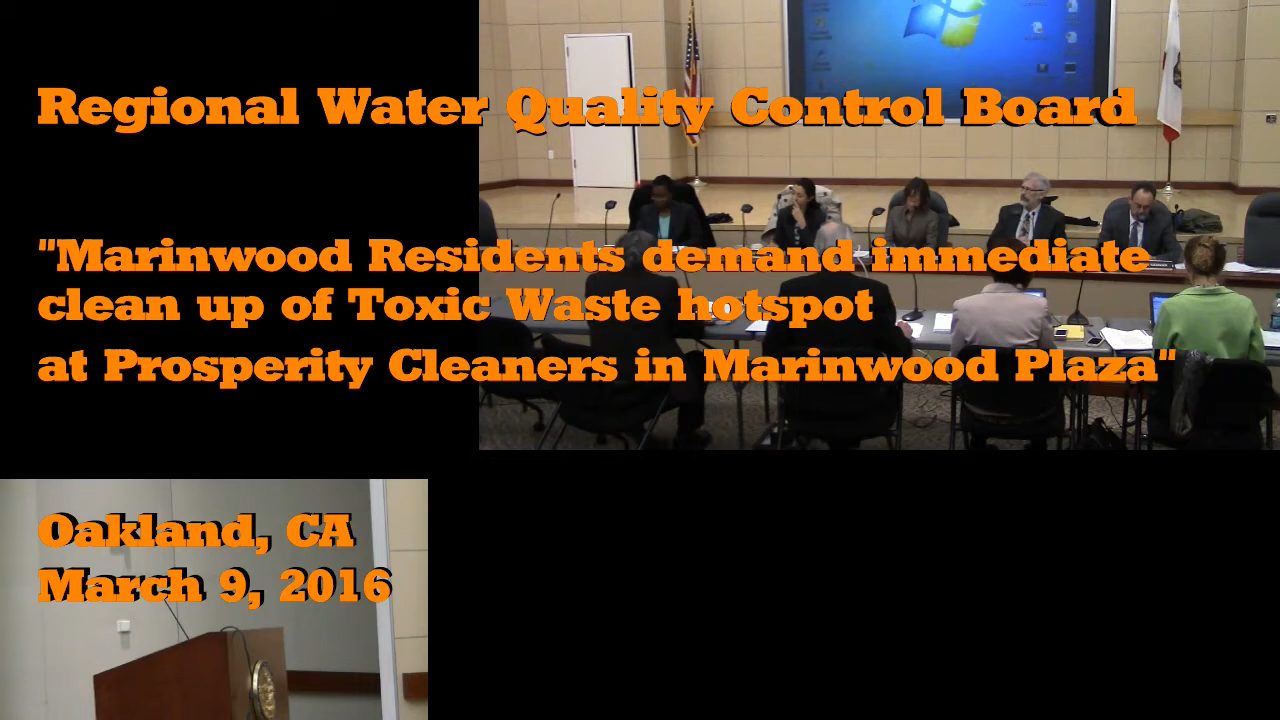 Regional Water Quality Control Board
"Marinwood Residents demand immediate
clean up of Toxic Waste hotspot
at Prosperity Cleaners in Marinwood Plaza"
Oakland, CA
March 9, 2016